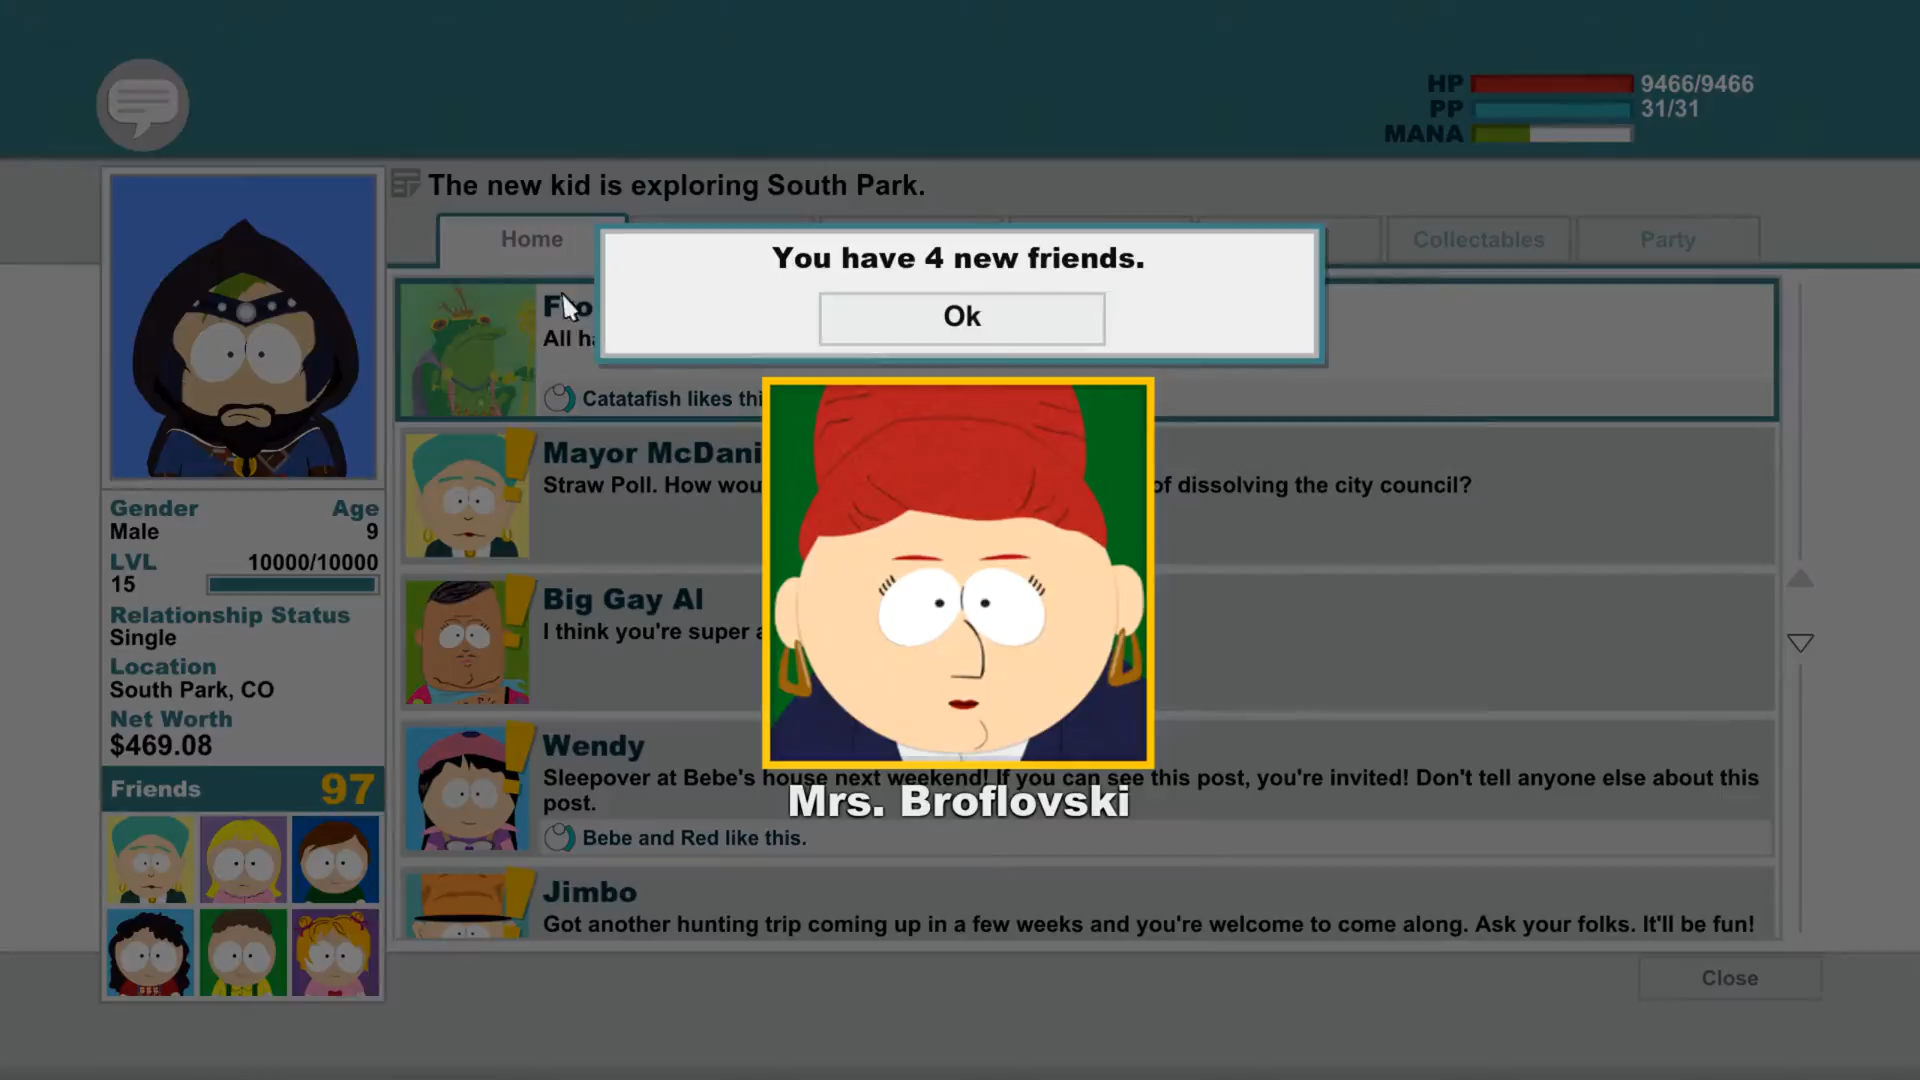 HP 9466/9466
PP 31/31
MANA
The new kid is exploring South Park.
Home
Collectables
Party
You have 4 new friends.
Ok
All
Catatafish likes
Mayor
Straw Poll. How
of dissolving the city council?
Big Gay Al
I think you're super
Wendy
Sleepover at Bebe's house next weekend! If you can see this post, you're invited! Don't tell anyone else about this
post.
Bebe and Red like this.
Mrs. Broflovski
Jimbo
Got another hunting trip coming up in a few weeks and you're welcome to come along. Ask your folks. It'll be fun!
Gender Age
Male 9
LVL 10000/10000
15
Relationship Status
Single
Location
South Park, CO
Net Worth
$469.08
Friends 97
Close